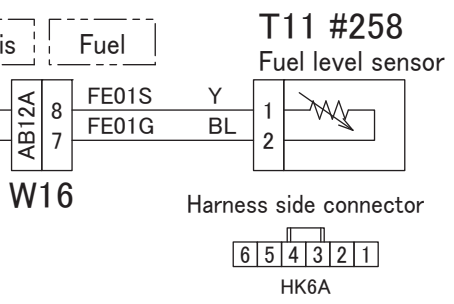 is Fuel
T11 #258
Fuel level sensor
AB12A
8 FE01S Y 1
7 FE01G BL 2
W16
Harness side connector
6 5 4 3 2 1
HK6A